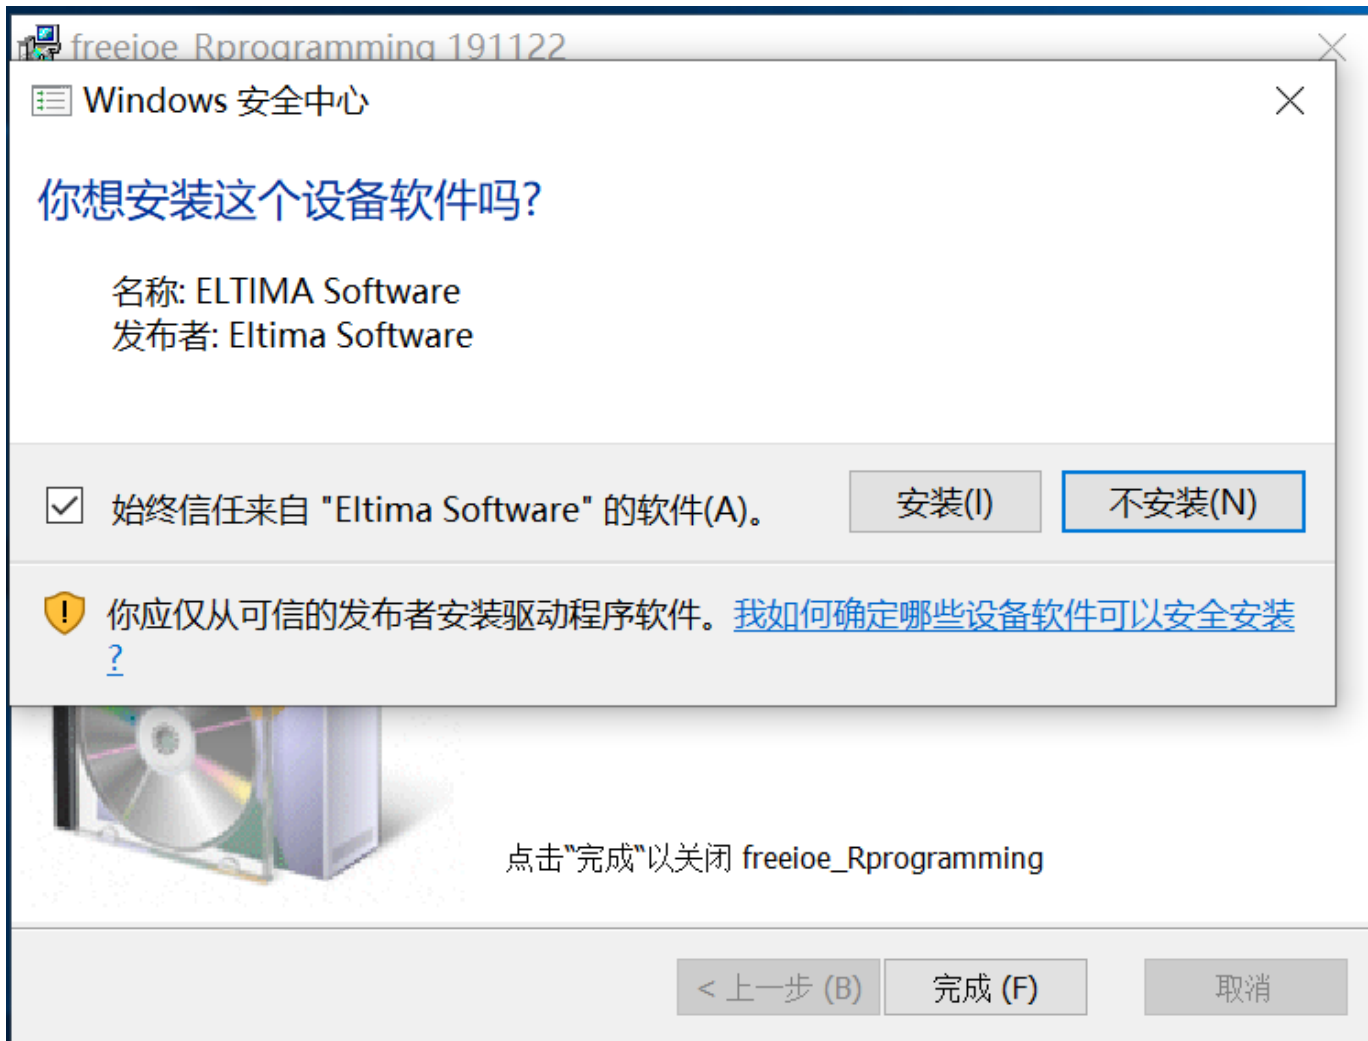 freeioe_Rprogramming 191122
Windows 安全中心
你想安装这个设备软件吗?
名称: ELTIMA Software
发布者: Eltima Software
始终信任来自 "Eltima Software" 的软件(A)。
安装(I)
不安装(N)
你应仅从可信的发布者安装驱动程序软件。我如何确定哪些设备软件可以安全安装
?
点击"完成"以关闭 freeioe_Rprogramming
< 上一步 (B)
完成 (F)
取消